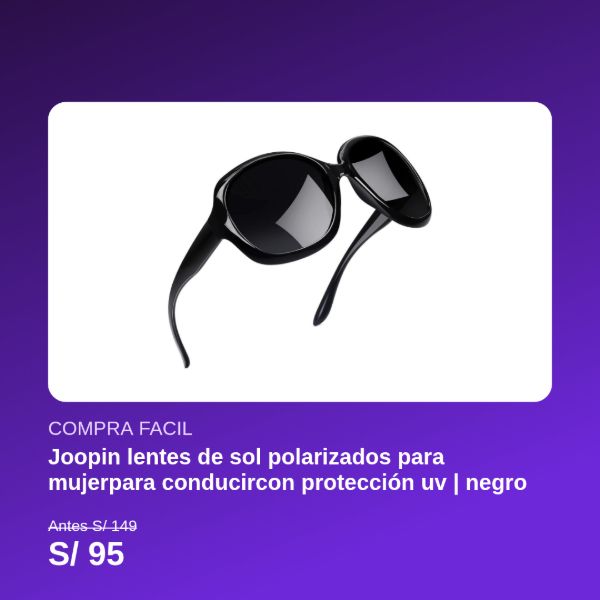 COMPRA FACIL
Joopin lentes de sol polarizados para
mujerpara conducircon protección uv | negro
Antes S/ 149
S/ 95